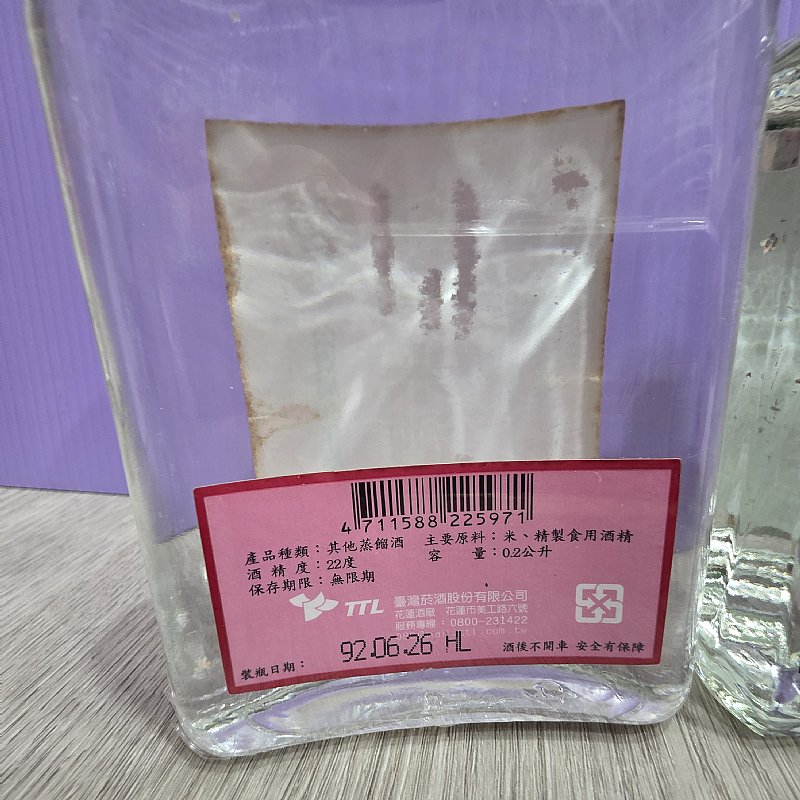 4 711588 225971
產品種類：其他蒸餾酒 主要原料：米、精製食用酒精
酒精度：22度 容量：0.2公升
保存期限：無限期
TTL 臺灣菸酒股份有限公司
花蓮酒廠 花蓮市美工路六號
服務專線：0800-231422
92.06.26 HL
裝瓶日期：
酒後不開車 安全有保障